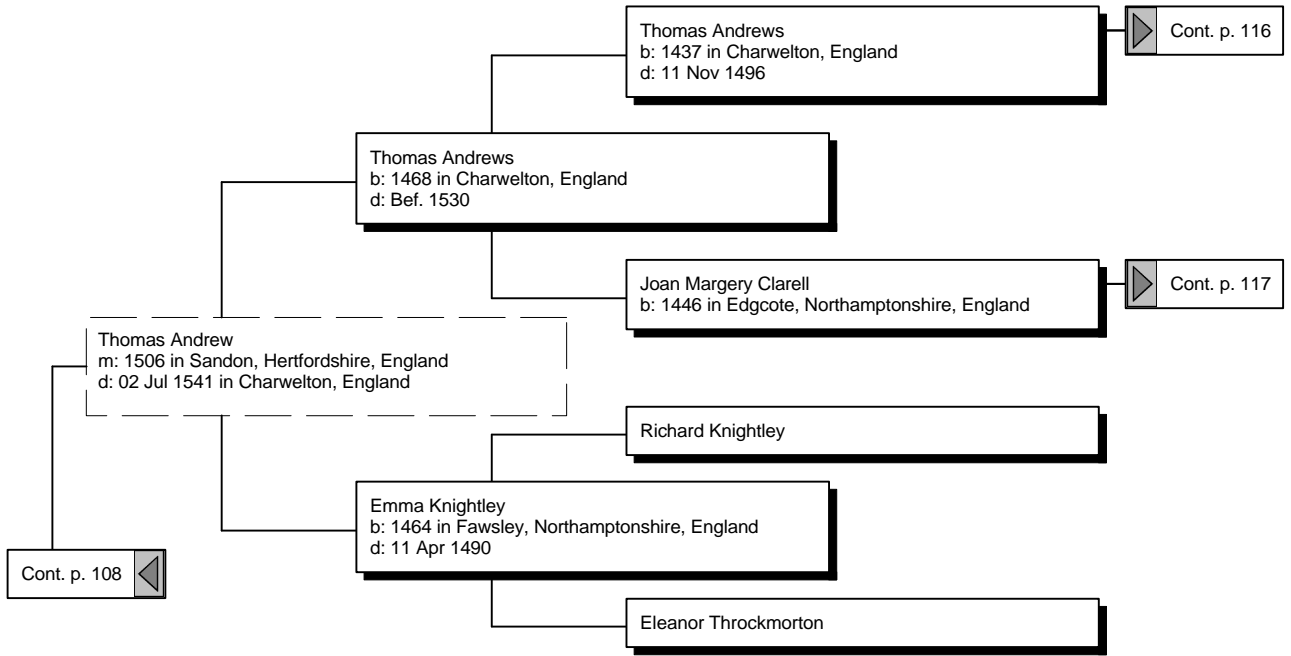 Thomas Andrews
b: 1437 in Charwelton, England
d: 11 Nov 1496
Cont. p. 116
Thomas Andrews
b: 1468 in Charwelton, England
d: Bef. 1530
Joan Margery Clarell
b: 1446 in Edgcote, Northamptonshire, England
Cont. p. 117
Thomas Andrew
m: 1506 in Sandon, Hertfordshire, England
d: 02 Jul 1541 in Charwelton, England
Richard Knightley
Emma Knightley
b: 1464 in Fawsley, Northamptonshire, England
d: 11 Apr 1490
Cont. p. 108
Eleanor Throckmorton